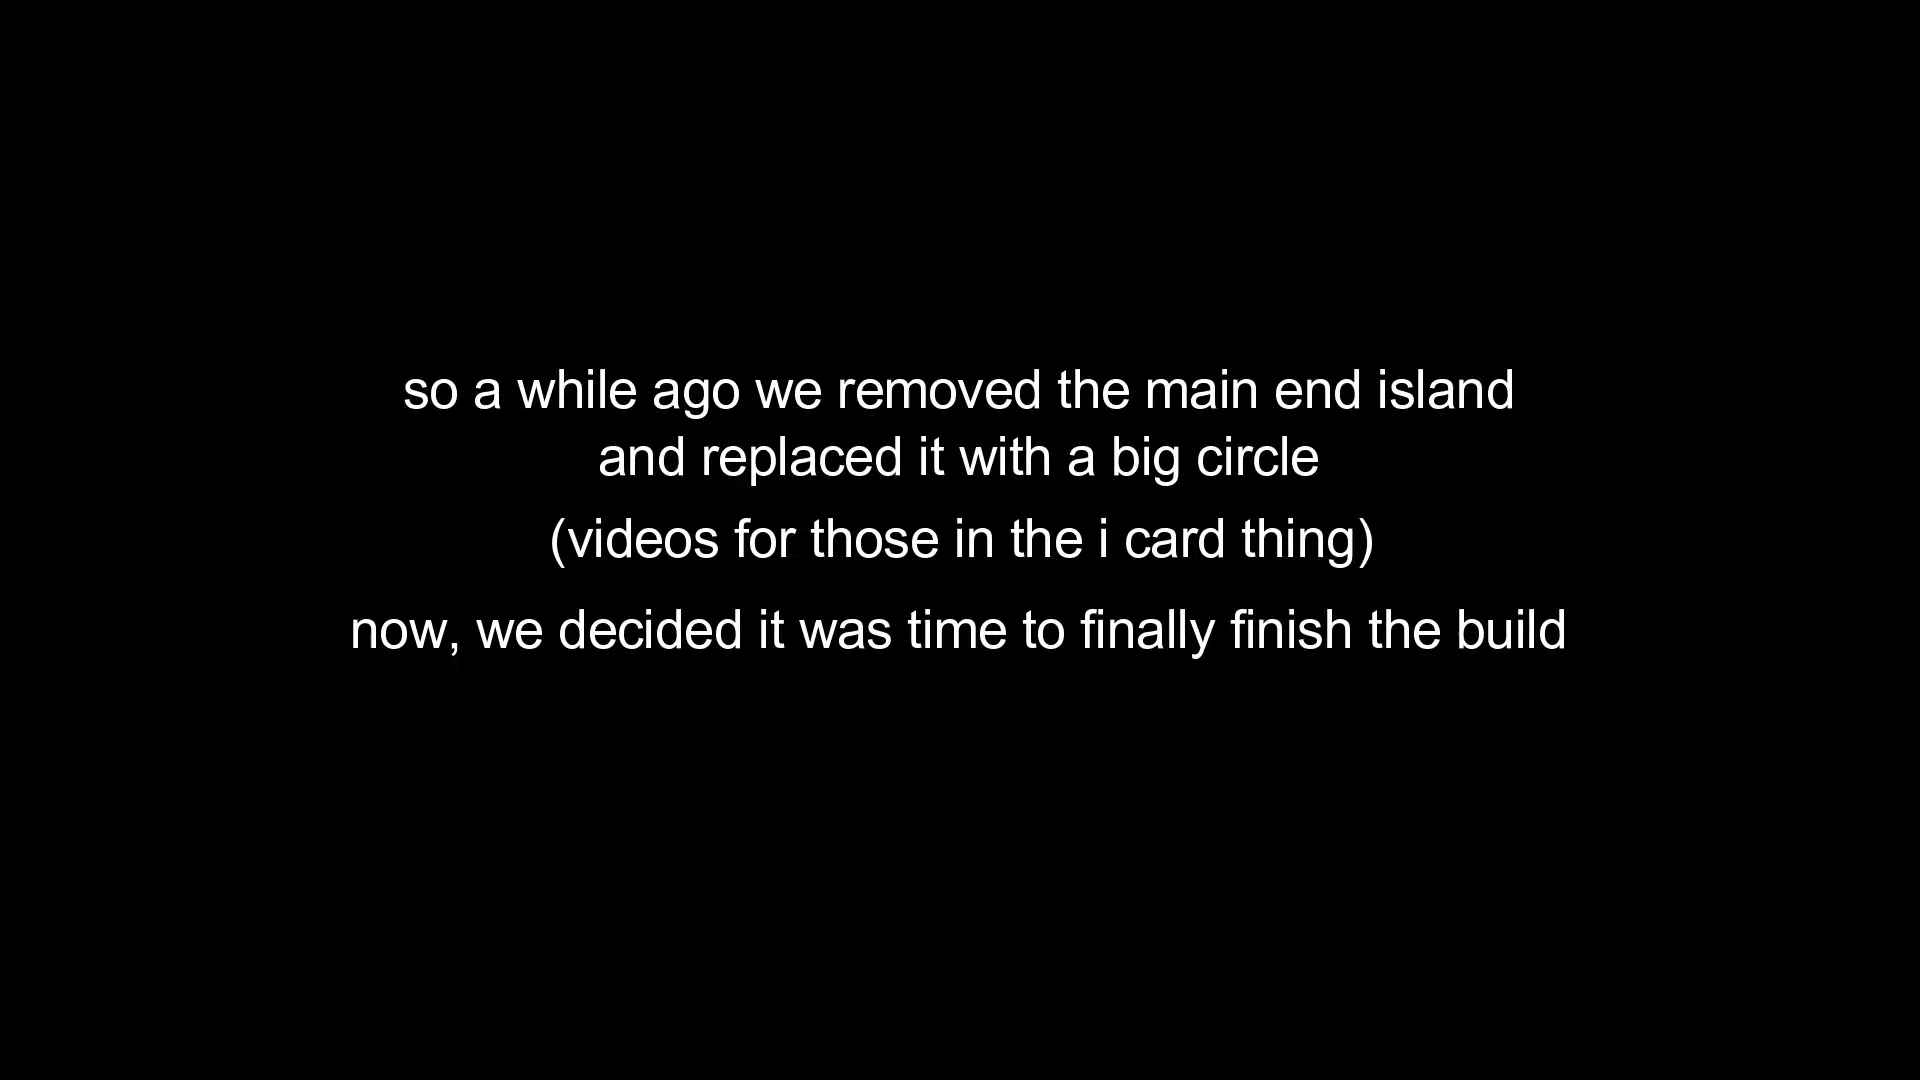 so a while ago we removed the main end island
and replaced it with a big circle
(videos for those in the i card thing)
now, we decided it was time to finally finish the build